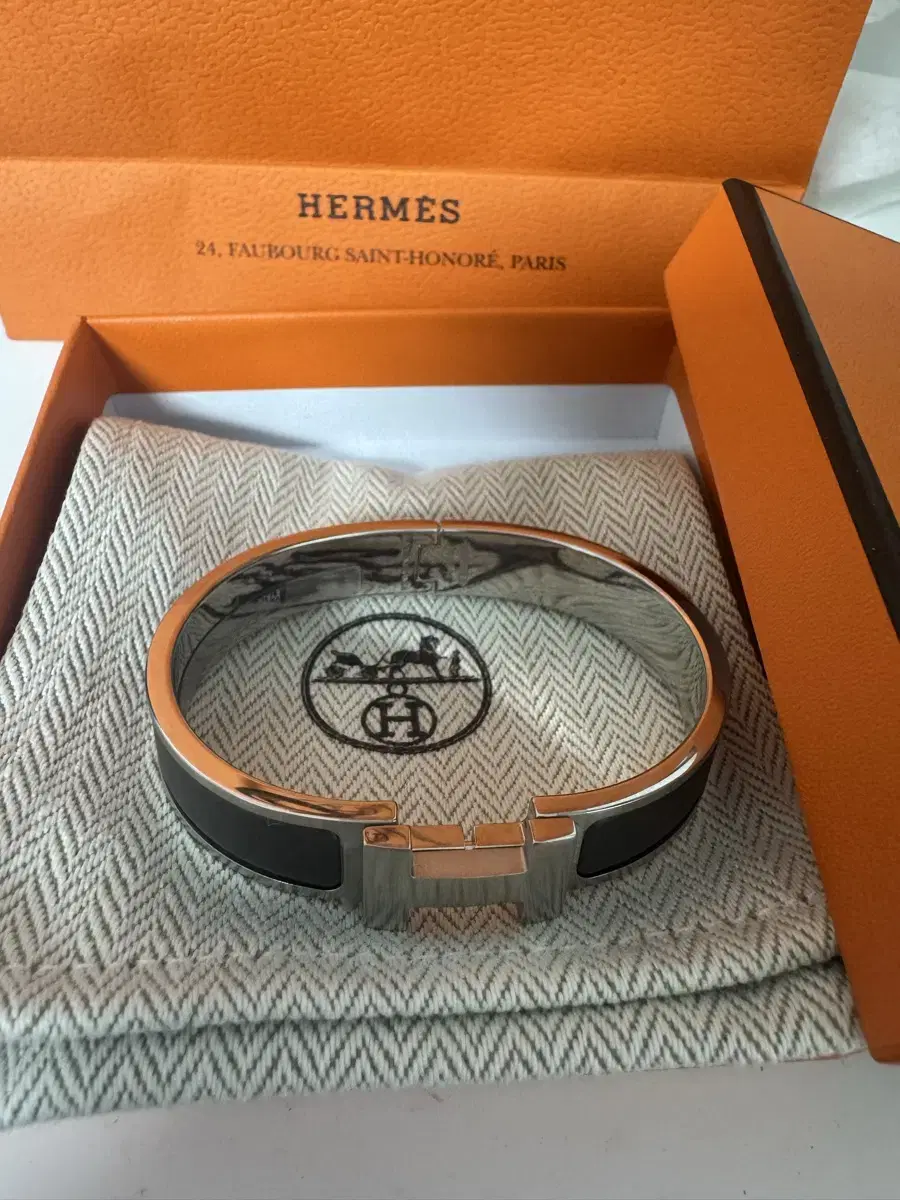 HERMÈS
24, FAUBOURG SAINT-HONORÉ, PARIS
H